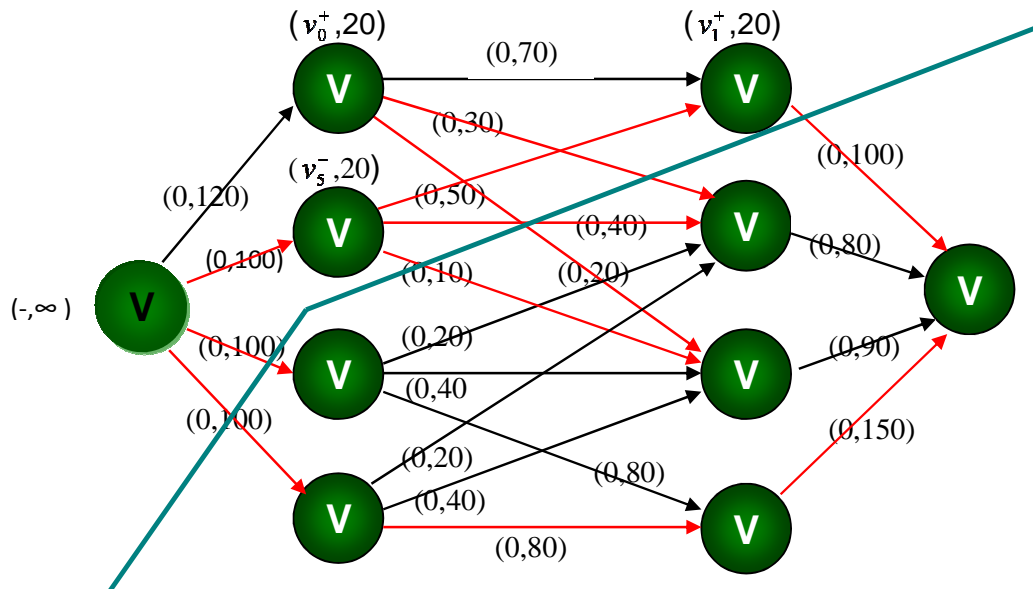 (v₀⁺,20)
(v₁⁺,20)
(0,70)
V
V
(0,30)
(0,100)
(v₅⁻,20)
(0,120)
V
(0,50)
(0,40)
V
(0,80)
(0,100)
(0,10)
(0,20)
(-,∞ )
V
V
(0,100)
(0,20)
(0,90)
V
(0,40
V
(0,100)
(0,150)
(0,20)
(0,80)
(0,40)
V
V
(0,80)